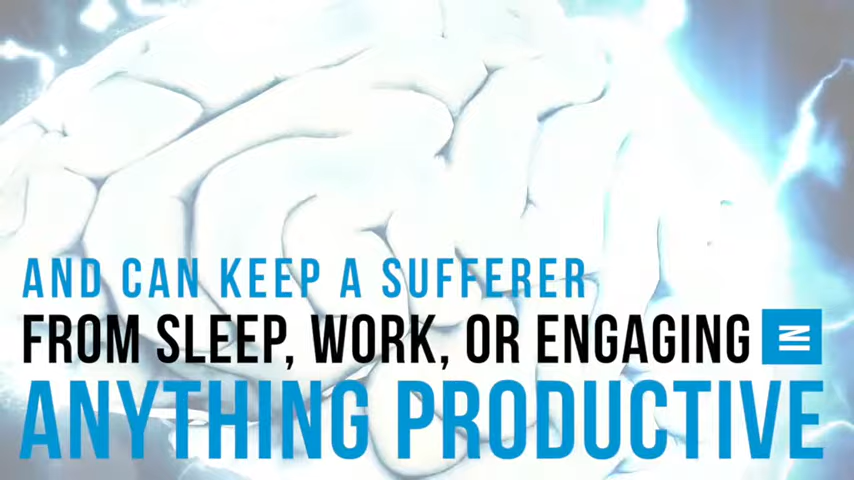 AND CAN KEEP A SUFFERER
FROM SLEEP, WORK, OR ENGAGING IN
ANYTHING PRODUCTIVE